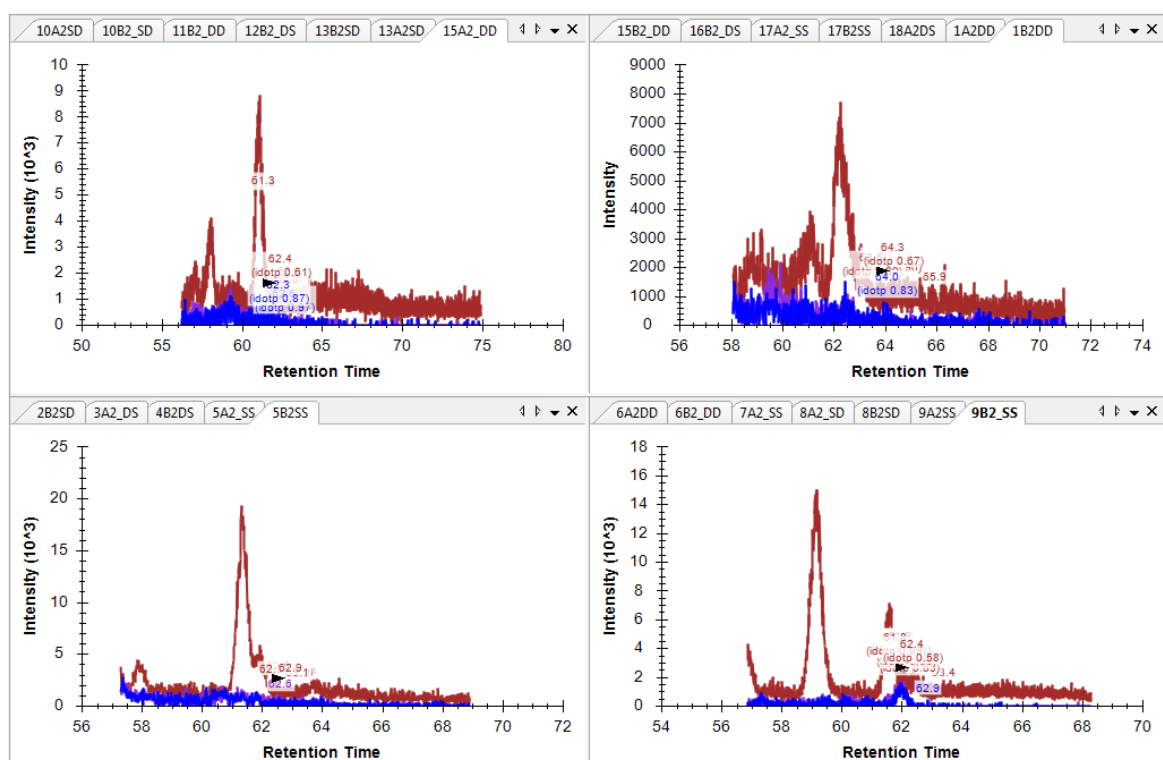 10A2SD 10B2_SD 11B2_DD 12B2_DS 13B2SD 13A2SD 15A2_DD
10
9
8
7
6
5
4
3
2
1
0
Intensity (10^3)
61.3
62.4
(idotp 0.61)
62.3
(idotp 0.87)
50 55 60 65 70 75 80
Retention Time
15B2_DD 16B2_DS 17A2_SS 17B2SS 18A2DS 1A2DD 1B2DD
9000
8000
7000
6000
5000
4000
3000
2000
1000
0
Intensity
64.3
(idotp 0.67)
65.9
64.0
(idotp 0.83)
56 58 60 62 64 66 68 70 72 74
Retention Time
2B2SD 3A2_DS 4B2DS 5A2_SS 5B2SS
25
20
15
10
5
0
Intensity (10^3)
62.9
62.6
56 58 60 62 64 66 68 70 72
Retention Time
6A2DD 6B2_DD 7A2_SS 8A2_SD 8B2SD 9A2SS 9B2_SS
18
16
14
12
10
8
6
4
2
0
Intensity (10^3)
62.4
(idotp 0.58)
62.9
54 56 58 60 62 64 66 68 70
Retention Time